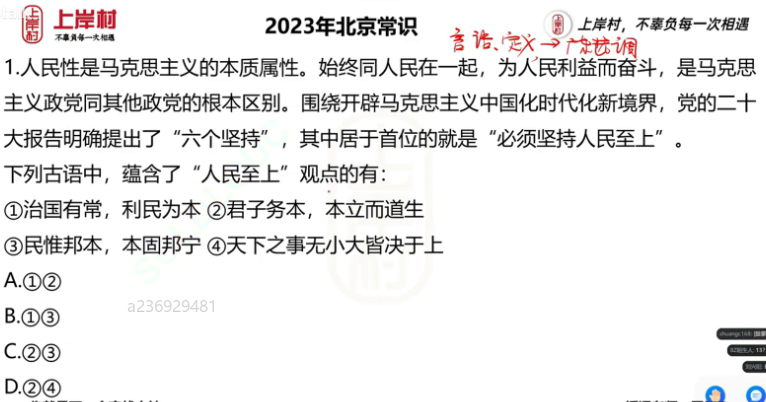 上岸村
不辜负每一次相遇
2023年北京常识
上岸村，不辜负每一次相遇
言语、定义→
1.人民性是马克思主义的本质属性。始终同人民在一起，为人民利益而奋斗，是马克思
主义政党同其他政党的根本区别。围绕开辟马克思主义中国化时代化新境界，党的二十
大报告明确提出了“六个坚持”，其中居于首位的就是“必须坚持人民至上”。
下列古语中，蕴含了“人民至上”观点的有：
①治国有常，利民为本 ②君子务本，本立而道生
③民惟邦本，本固邦宁 ④天下之事无小大皆决于上
A.①②
a236929481
B.①③
C.②③
D.②④